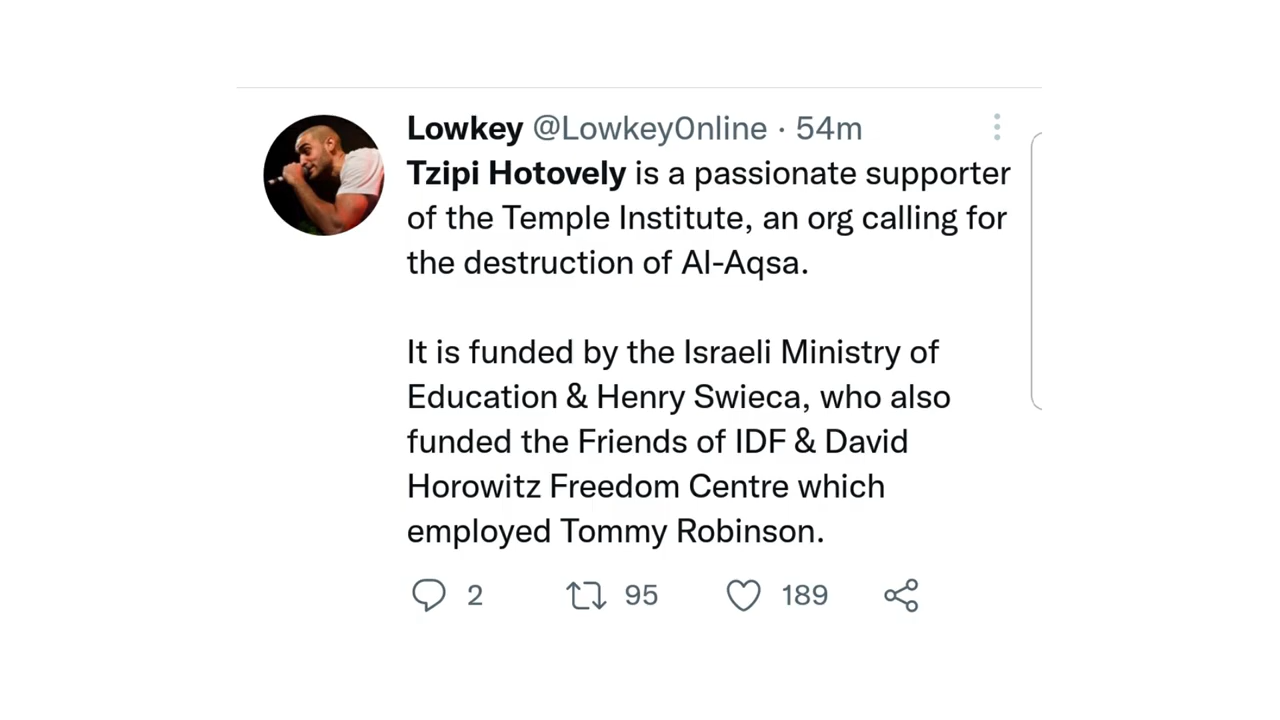 Lowkey @LowkeyOnline · 54m
Tzipi Hotovely is a passionate supporter
of the Temple Institute, an org calling for
the destruction of Al-Aqsa.
It is funded by the Israeli Ministry of
Education & Henry Swieca, who also
funded the Friends of IDF & David
Horowitz Freedom Centre which
employed Tommy Robinson.
2 95 189